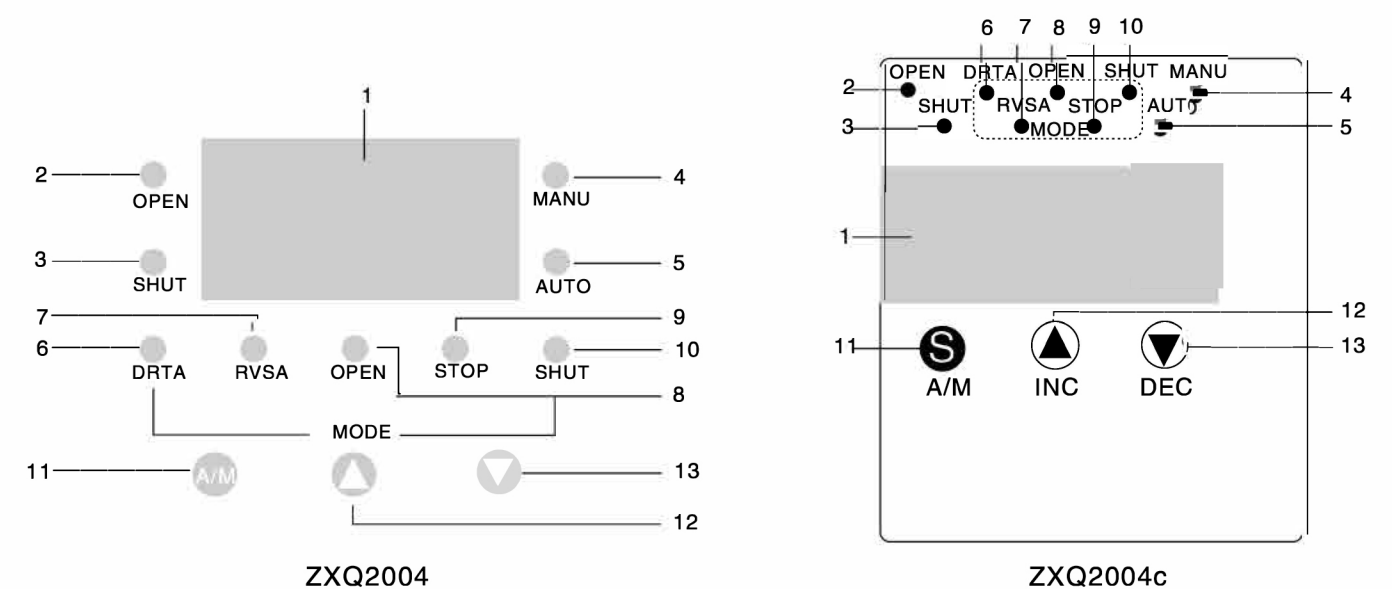 1
2
OPEN
MANU
4
3
SHUT
AUTO
5
7
9
6
DRTA
RVSA
OPEN
STOP
SHUT
10
8
MODE
11
A/M
13
12
ZXQ2004
6 7 8 9 10
OPEN DRTA OPEN SHUT MANU
2
4
SHUT RVSA STOP AUTO
3
MODE
5
1
12
11
S
13
A/M INC DEC
ZXQ2004c